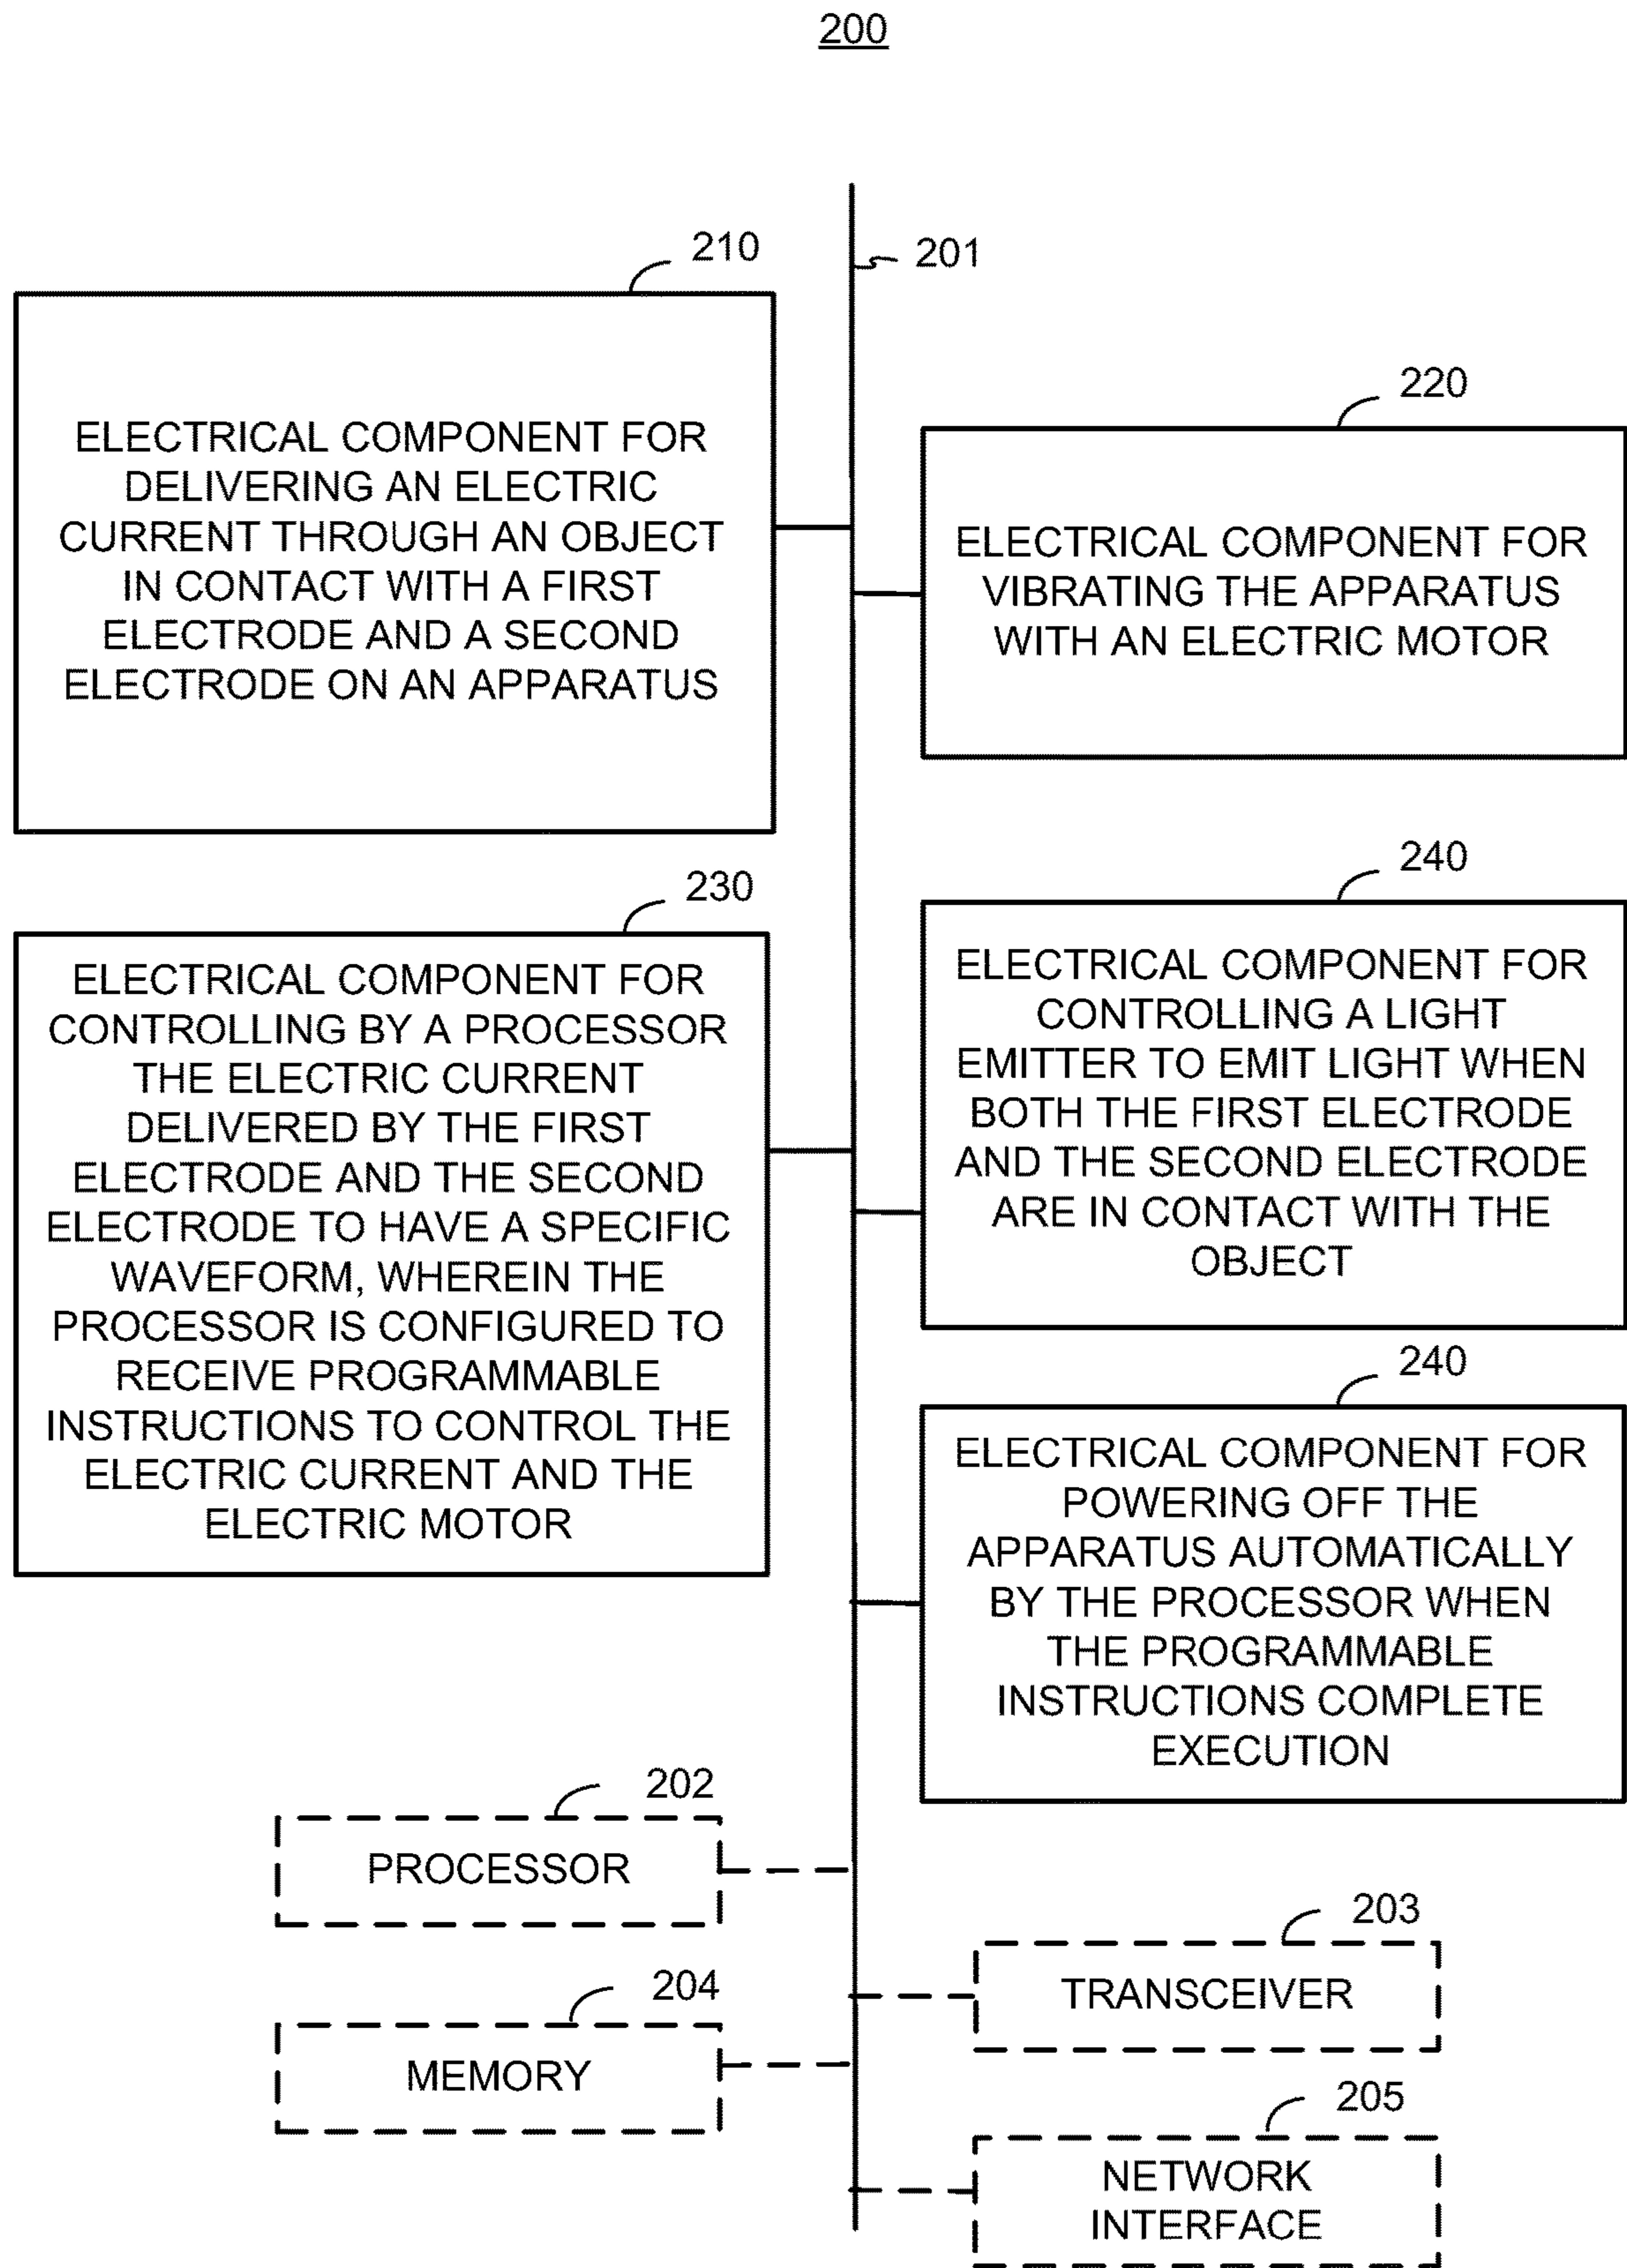 200
201
210
ELECTRICAL COMPONENT FOR
DELIVERING AN ELECTRIC
CURRENT THROUGH AN OBJECT
IN CONTACT WITH A FIRST
ELECTRODE AND A SECOND
ELECTRODE ON AN APPARATUS
220
ELECTRICAL COMPONENT FOR
VIBRATING THE APPARATUS
WITH AN ELECTRIC MOTOR
230
ELECTRICAL COMPONENT FOR
CONTROLLING BY A PROCESSOR
THE ELECTRIC CURRENT
DELIVERED BY THE FIRST
ELECTRODE AND THE SECOND
ELECTRODE TO HAVE A SPECIFIC
WAVEFORM, WHEREIN THE
PROCESSOR IS CONFIGURED TO
RECEIVE PROGRAMMABLE
INSTRUCTIONS TO CONTROL THE
ELECTRIC CURRENT AND THE
ELECTRIC MOTOR
240
ELECTRICAL COMPONENT FOR
CONTROLLING A LIGHT
EMITTER TO EMIT LIGHT WHEN
BOTH THE FIRST ELECTRODE
AND THE SECOND ELECTRODE
ARE IN CONTACT WITH THE
OBJECT
240
ELECTRICAL COMPONENT FOR
POWERING OFF THE
APPARATUS AUTOMATICALLY
BY THE PROCESSOR WHEN
THE PROGRAMMABLE
INSTRUCTIONS COMPLETE
EXECUTION
202
PROCESSOR
203
TRANSCEIVER
204
MEMORY
205
NETWORK
INTERFACE